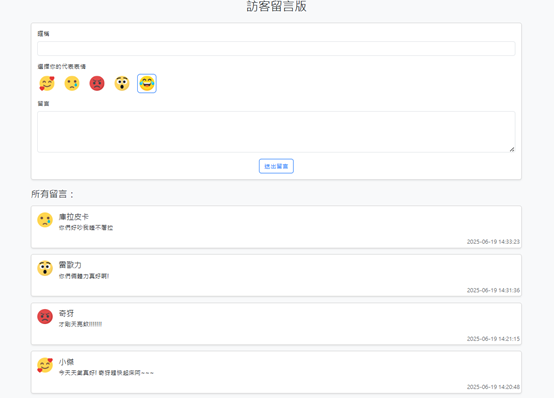 訪客留言版
暱稱
選擇你的代表表情
留言
送出留言
所有留言：
庫拉皮卡
你們好吵我睡不著拉
2025-06-19 14:33:23
雷歐力
你們倆體力真好啊!
2025-06-19 14:31:36
奇犽
才剛天亮欸!!!!!!!!
2025-06-19 14:21:15
小傑
今天天氣真好! 奇犽趕快起床阿~~~
2025-06-19 14:20:48